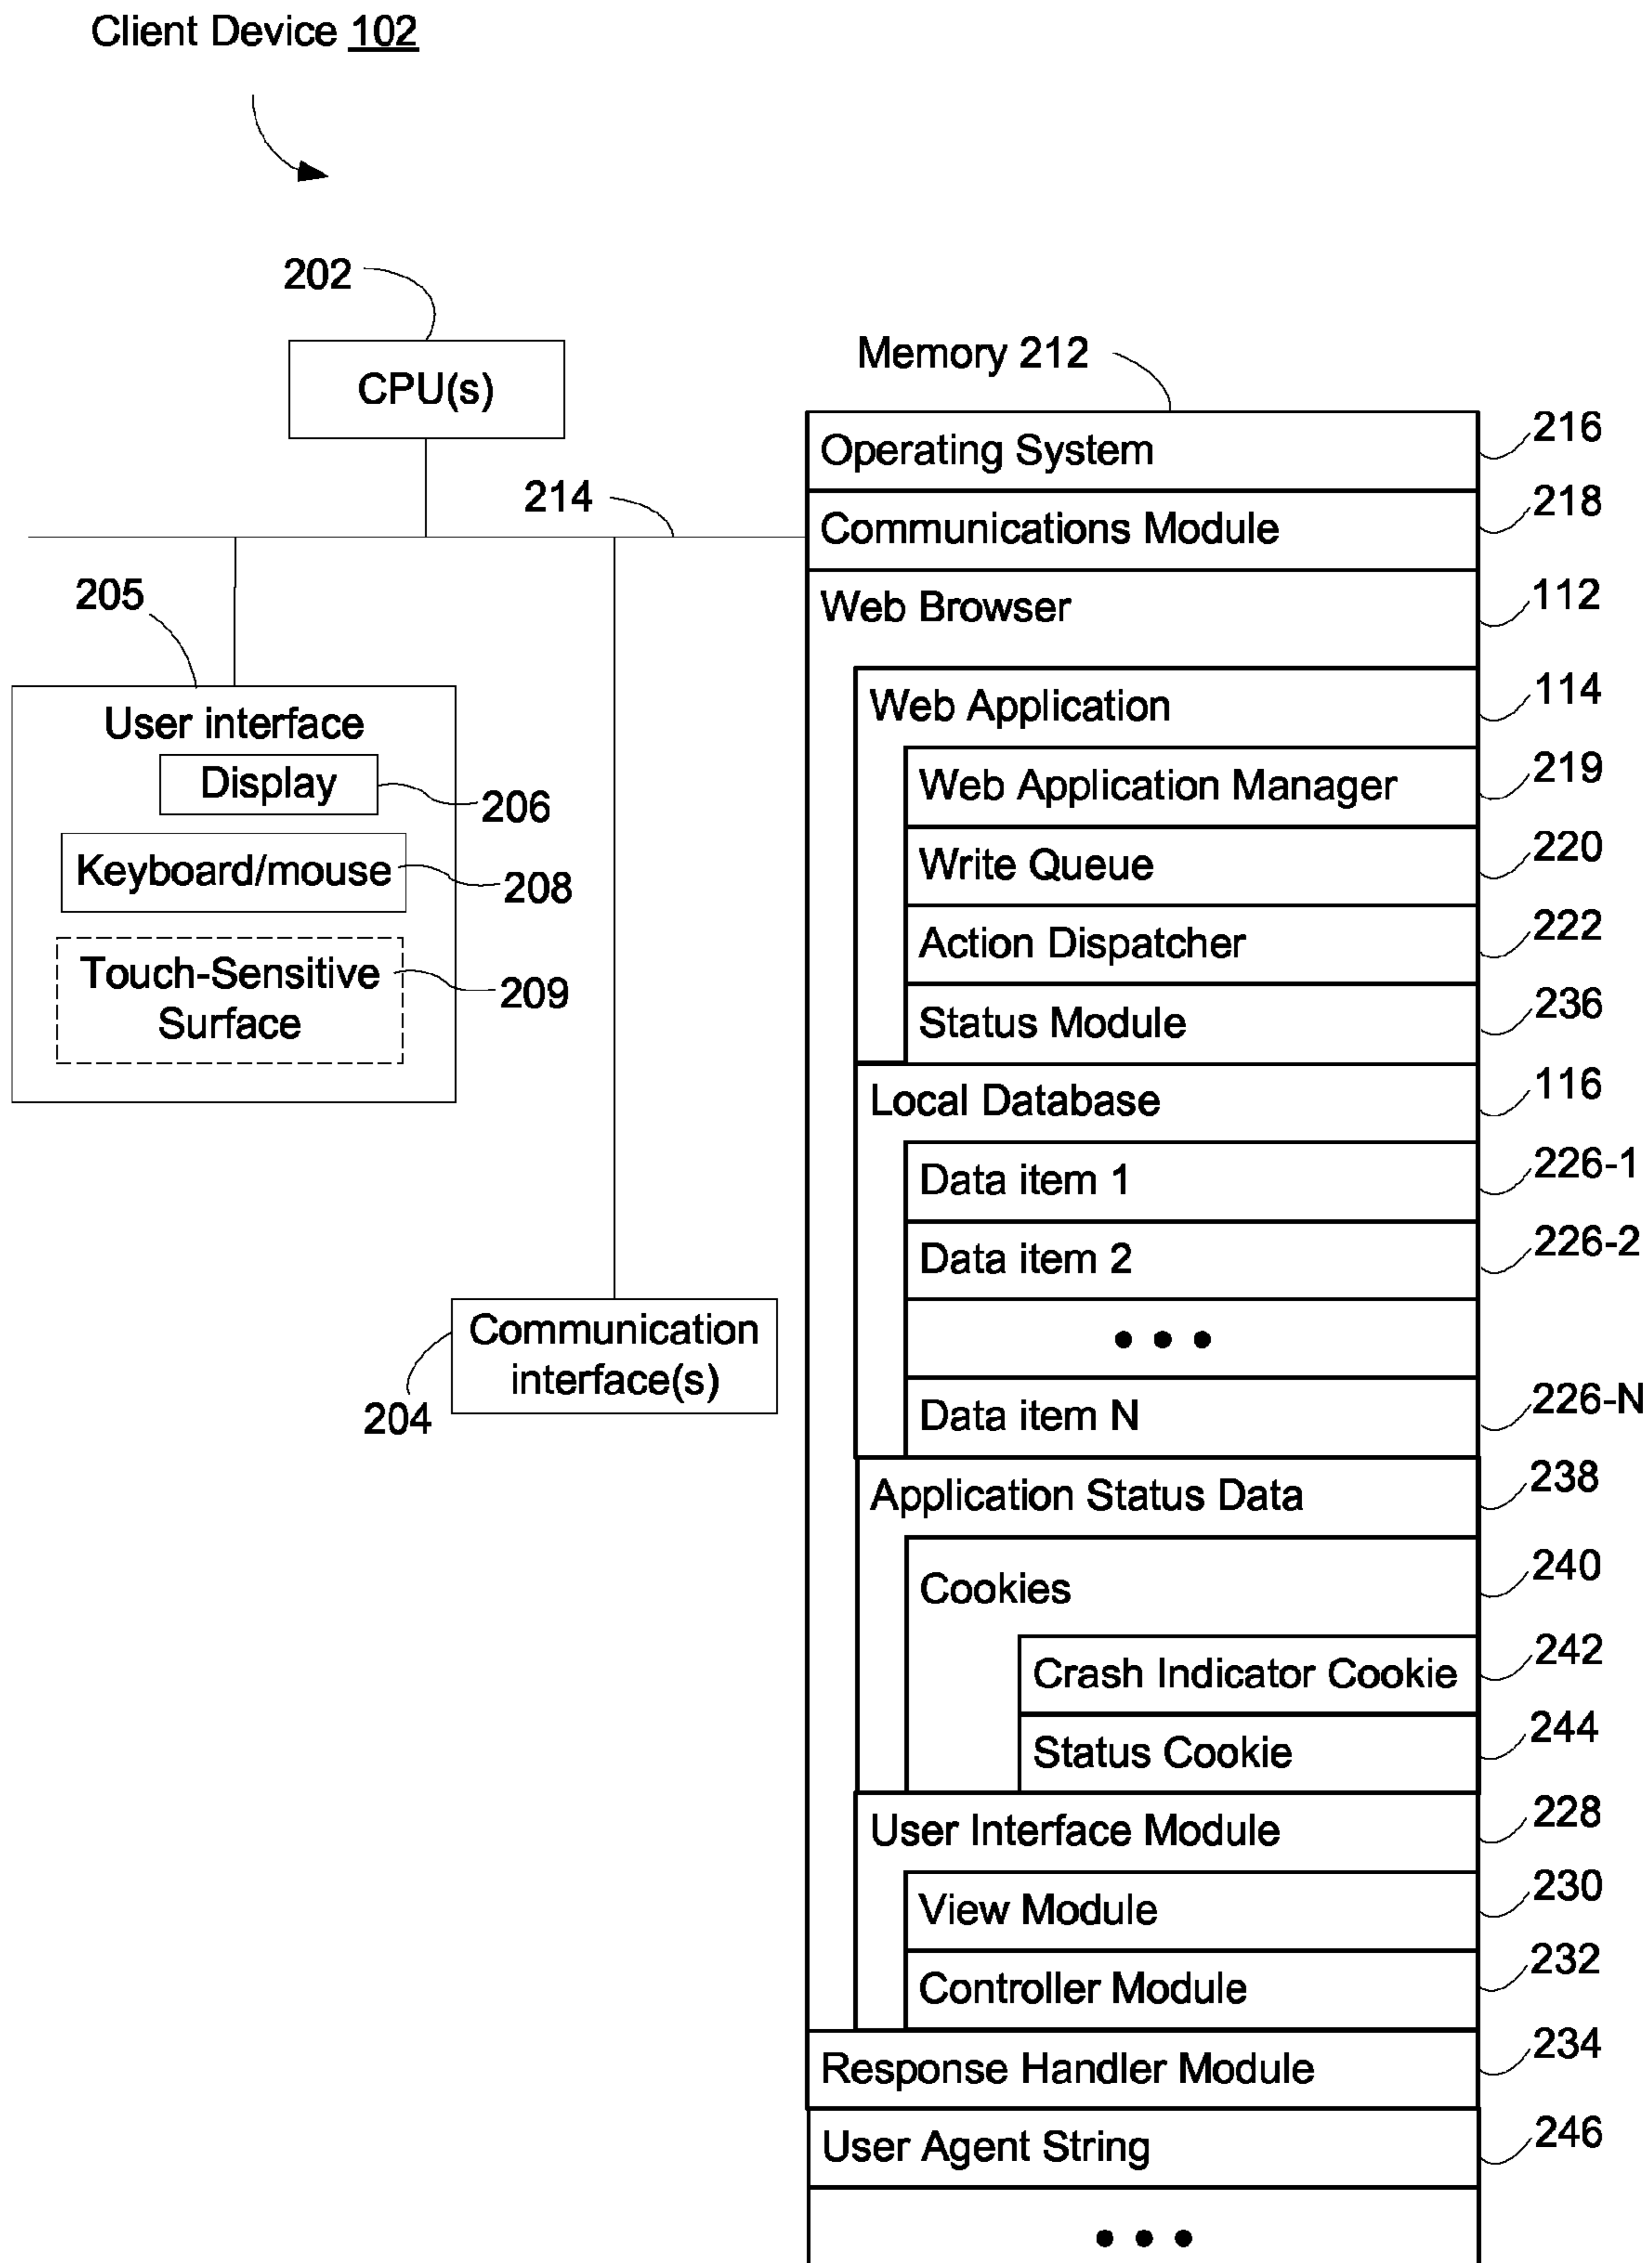 Client Device 102
202
CPU(s)
214
205
User interface
Display
206
Keyboard/mouse
208
Touch-Sensitive
Surface
209
Communication
interface(s)
204
Memory 212
Operating System
216
Communications Module
218
Web Browser
112
Web Application
114
Web Application Manager
219
Write Queue
220
Action Dispatcher
222
Status Module
236
Local Database
116
Data item 1
226-1
Data item 2
226-2
• • •
Data item N
226-N
Application Status Data
238
Cookies
240
Crash Indicator Cookie
242
Status Cookie
244
User Interface Module
228
View Module
230
Controller Module
232
Response Handler Module
234
User Agent String
246
• • •